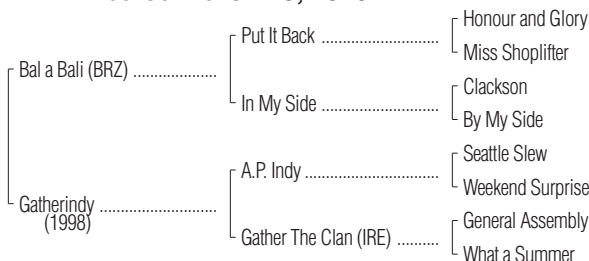 Put It Back ............................
Honour and Glory
Miss Shoplifter
Bal a Bali (BRZ) ....................
In My Side ............................
Clackson
By My Side
A.P. Indy ................................
Seattle Slew
Weekend Surprise
Gatherindy ............................
(1998)
Gather The Clan (IRE) ..........
General Assembly
What a Summer